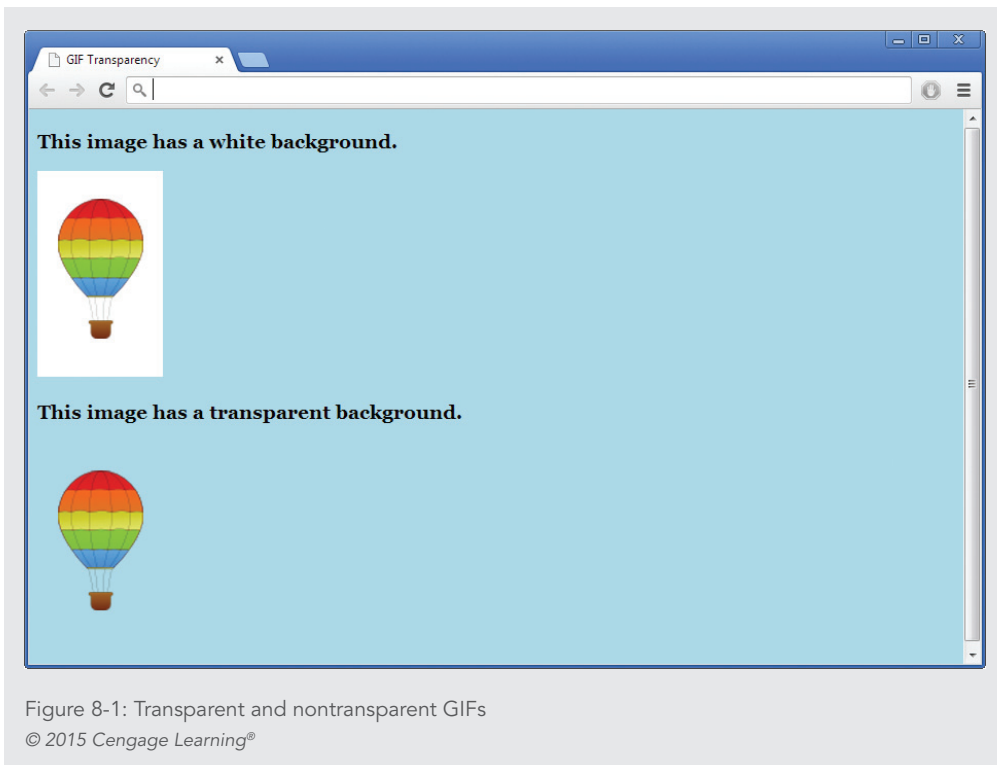 GIF Transparency
This image has a white background.
This image has a transparent background.
Figure 8-1: Transparent and nontransparent GIFs
© 2015 Cengage Learning®